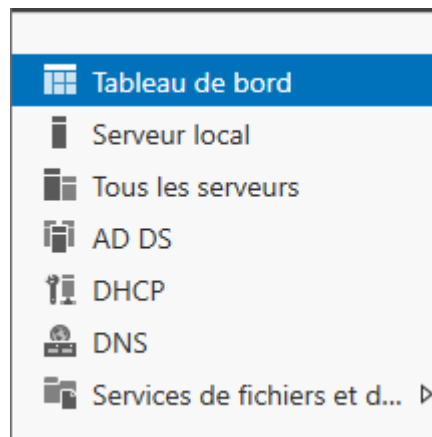 Tableau de bord
Serveur local
Tous les serveurs
AD DS
DHCP
DNS
Services de fichiers et d...